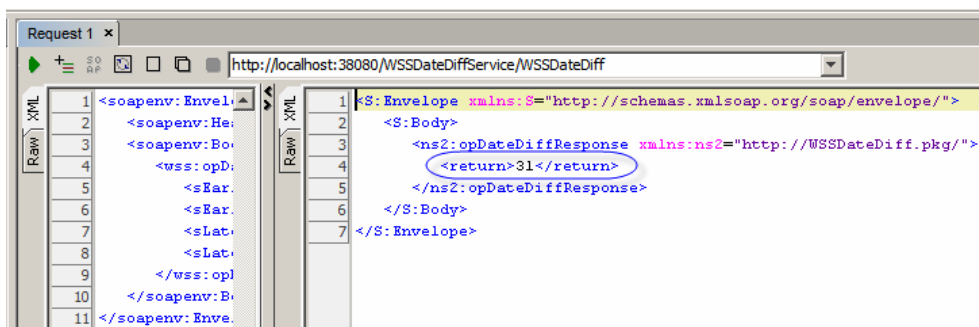 Request 1 ×
http://localhost:38080/WSSDateDiffService/WSSDateDiff
XML
Raw
1 <soapenv:Envel
2 <soapenv:Hea
3 <soapenv:Bo
4 <wss:opDa
5 <sEar
6 <sEar
7 <sLat
8 <sLat
9 </wss:opD
10 </soapenv:B
11 </soapenv:Enve
XML
Raw
1 <S:Envelope xmlns:S="http://schemas.xmlsoap.org/soap/envelope/">
2 <S:Body>
3 <ns2:opDateDiffResponse xmlns:ns2="http://WSSDateDiff.pkg/">
4 <return>31</return>
5 </ns2:opDateDiffResponse>
6 </S:Body>
7 </S:Envelope>